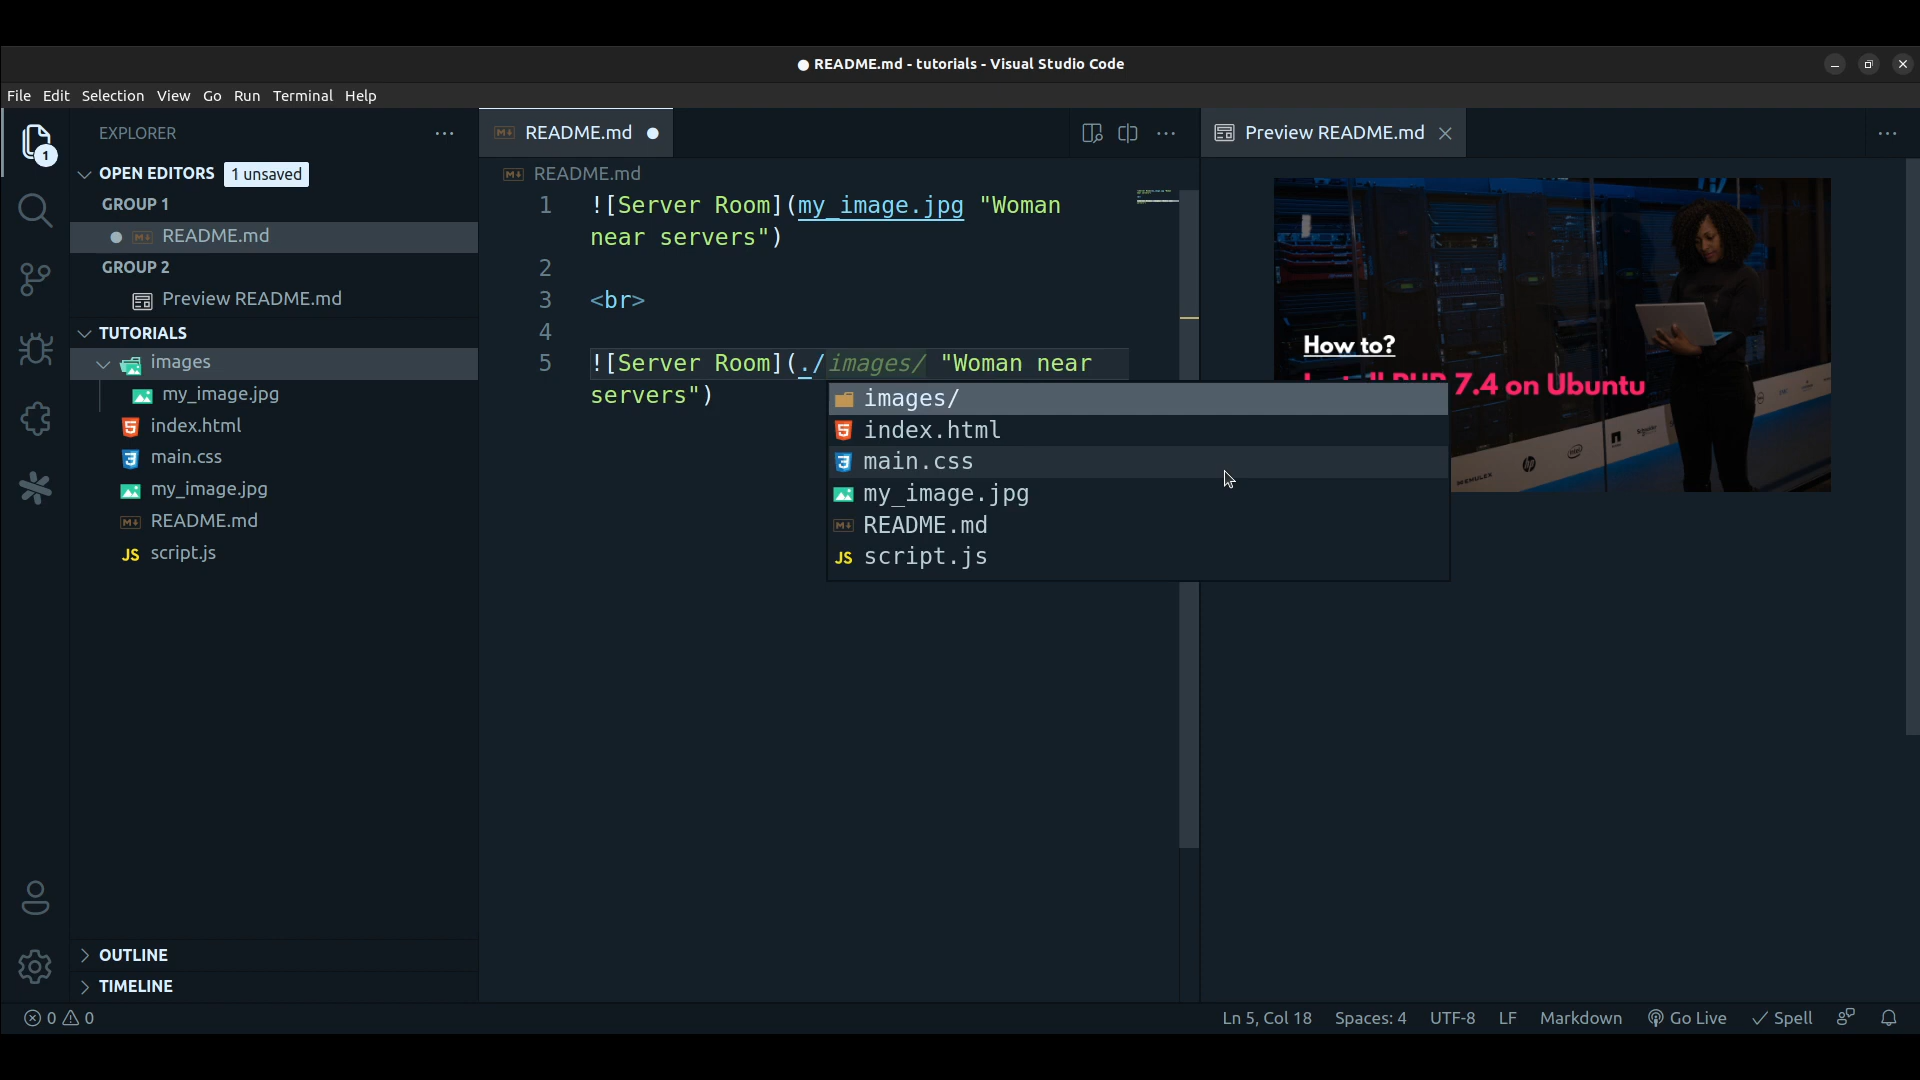 ● README.md - tutorials - Visual Studio Code
File Edit Selection View Go Run Terminal Help
EXPLORER
1
OPEN EDITORS 1 unsaved
GROUP 1
README.md
GROUP 2
Preview README.md
TUTORIALS
images
my_image.jpg
index.html
main.css
my_image.jpg
README.md
JS script.js
OUTLINE
TIMELINE
README.md
README.md
1 ![Server Room](my_image.jpg "Woman
near servers")
2
3 <br>
4
5 ![Server Room](./images/ "Woman near
servers")
images/
index.html
main.css
my_image.jpg
README.md
JS script.js
Preview README.md
How to?
7.4 on Ubuntu
hp
intel
0 0
Ln 5, Col 18 Spaces: 4 UTF-8 LF Markdown Go Live Spell